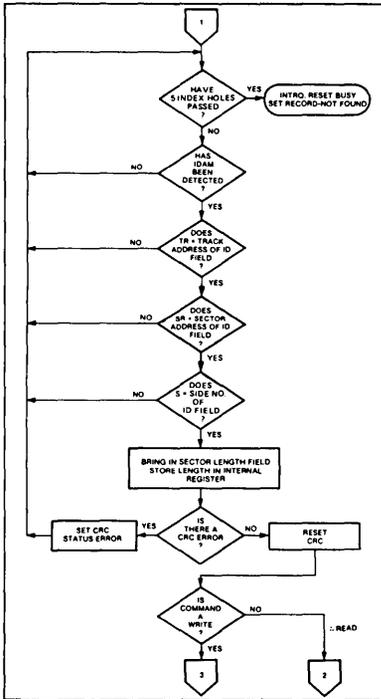 1
HAVE
5 INDEX HOLES
PASSED
?
YES
INTRQ. RESET BUSY
SET RECORD-NOT FOUND
NO
HAS
IDAM
BEEN
DETECTED
?
NO
YES
DOES
TR = TRACK
ADDRESS OF ID
FIELD
?
NO
YES
DOES
SR = SECTOR
ADDRESS OF ID
FIELD
?
NO
YES
DOES
S = SIDE NO.
OF
ID FIELD
?
NO
YES
BRING IN SECTOR LENGTH FIELD
STORE LENGTH IN INTERNAL
REGISTER
SET CRC
STATUS ERROR
YES
IS
THERE A
CRC ERROR
?
NO
RESET
CRC
IS
COMMAND
A
WRITE
?
NO
∴ READ
YES
3
2